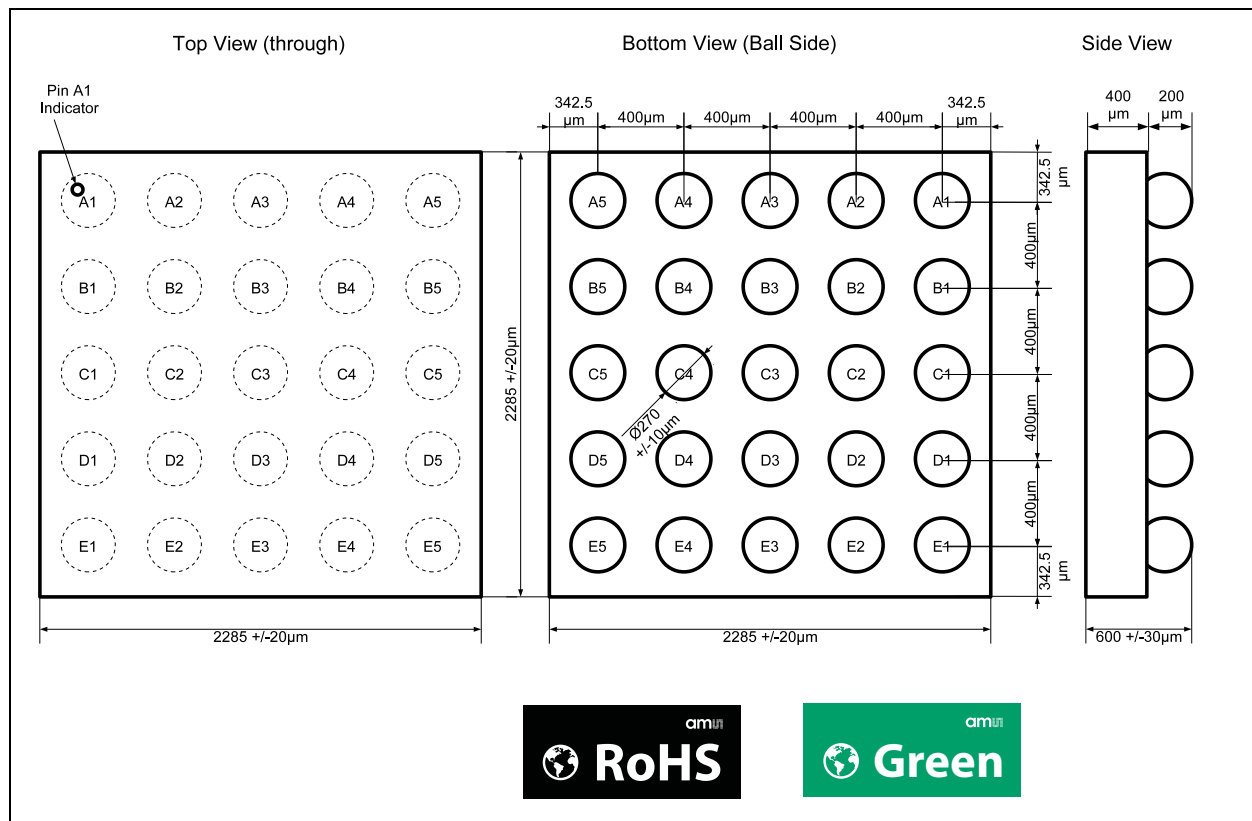 Top View (through)
Bottom View (Ball Side)
Side View
Pin A1
Indicator
342.5
µm
400µm
400µm
400µm
400µm
342.5
µm
400
µm
200
µm
A1 A2 A3 A4 A5
B1 B2 B3 B4 B5
C1 C2 C3 C4 C5
D1 D2 D3 D4 D5
E1 E2 E3 E4 E5
2285 +/-20µm
2285 +/-20µm
A5 A4 A3 A2 A1
B5 B4 B3 B2 B1
C5 C4 C3 C2 C1
Ø270
+/-10µm
D5 D4 D3 D2 D1
E5 E4 E3 E2 E1
2285 +/-20µm
342.5
µm
400µm
400µm
400µm
400µm
342.5
µm
600 +/-30µm
amu
RoHS
amu
Green